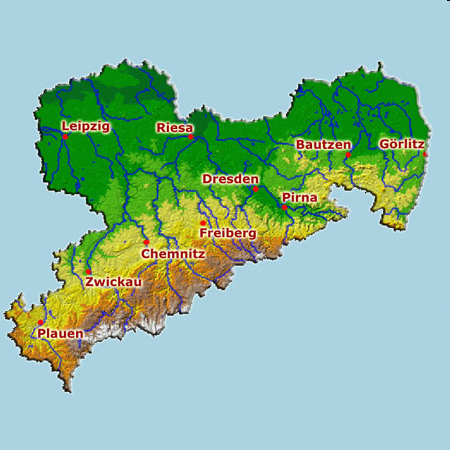 Leipzig
Riesa
Bautzen
Görlitz
Dresden
Pirna
Freiberg
Chemnitz
Zwickau
Plauen